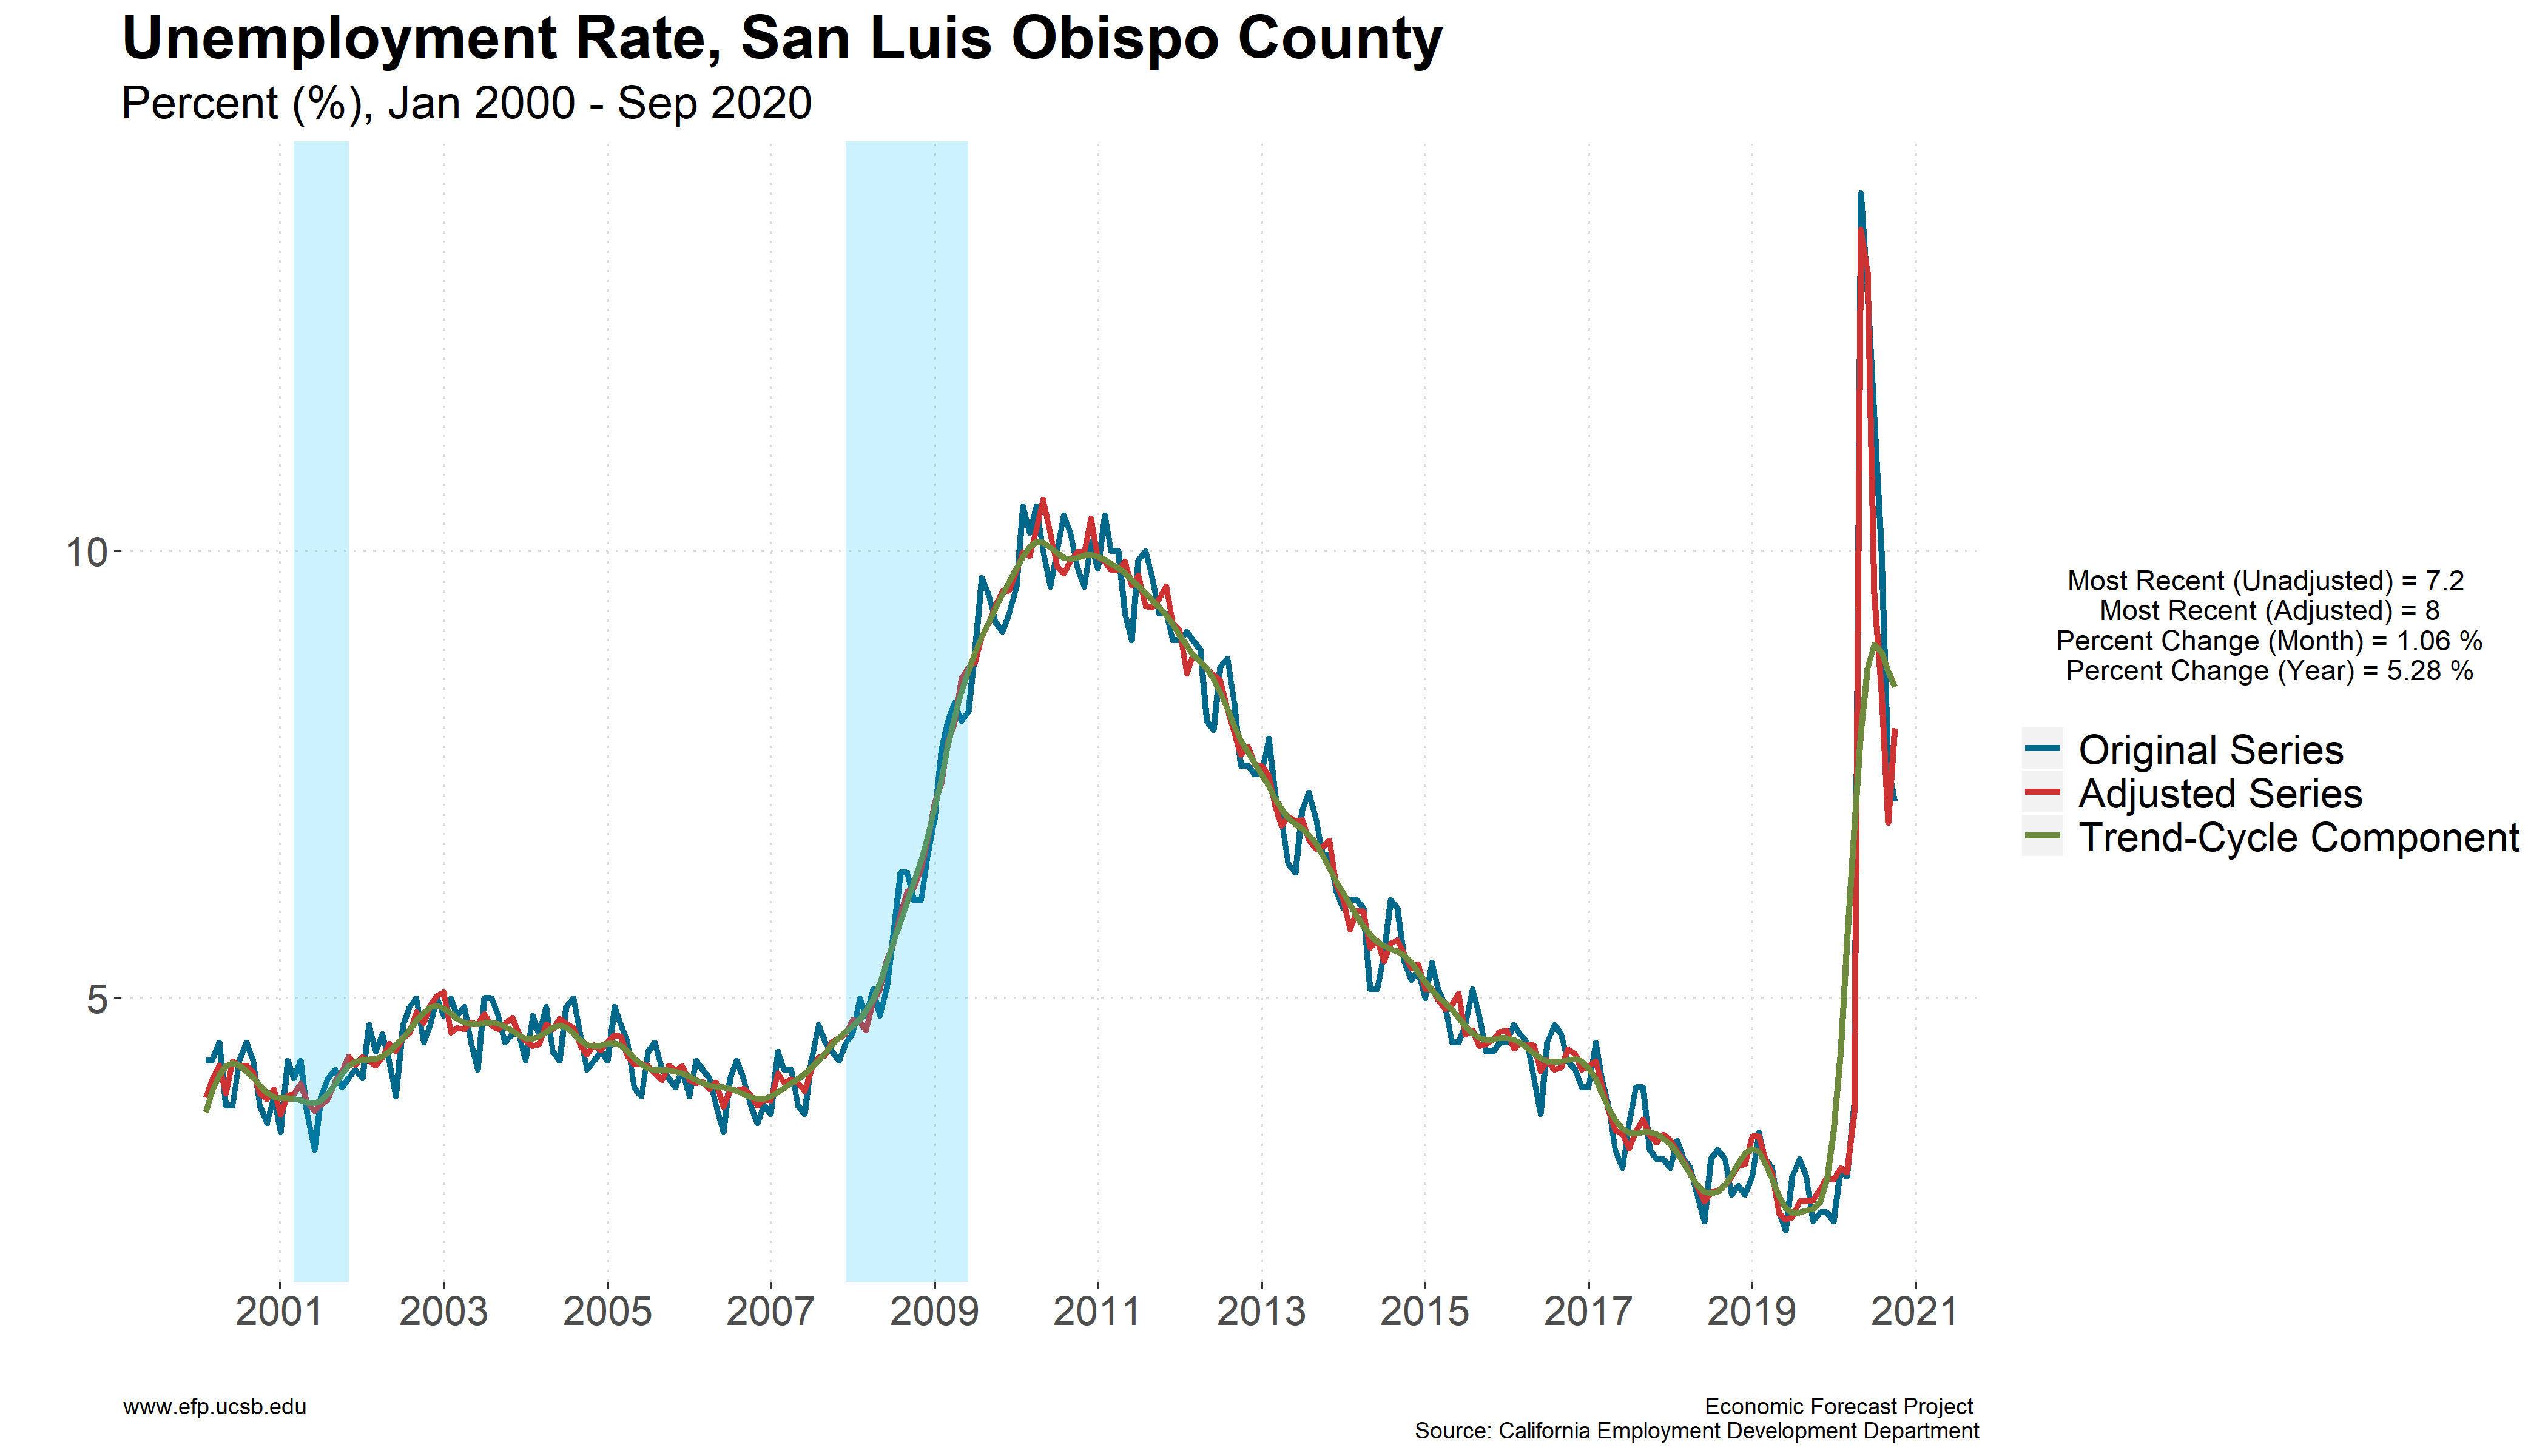 Unemployment Rate, San Luis Obispo County
Percent (%), Jan 2000 - Sep 2020
10
5
2001 2003 2005 2007 2009 2011 2013 2015 2017 2019 2021
Most Recent (Unadjusted) = 7.2
Most Recent (Adjusted) = 8
Percent Change (Month) = 1.06 %
Percent Change (Year) = 5.28 %
Original Series
Adjusted Series
Trend-Cycle Component
www.efp.ucsb.edu
Economic Forecast Project
Source: California Employment Development Department